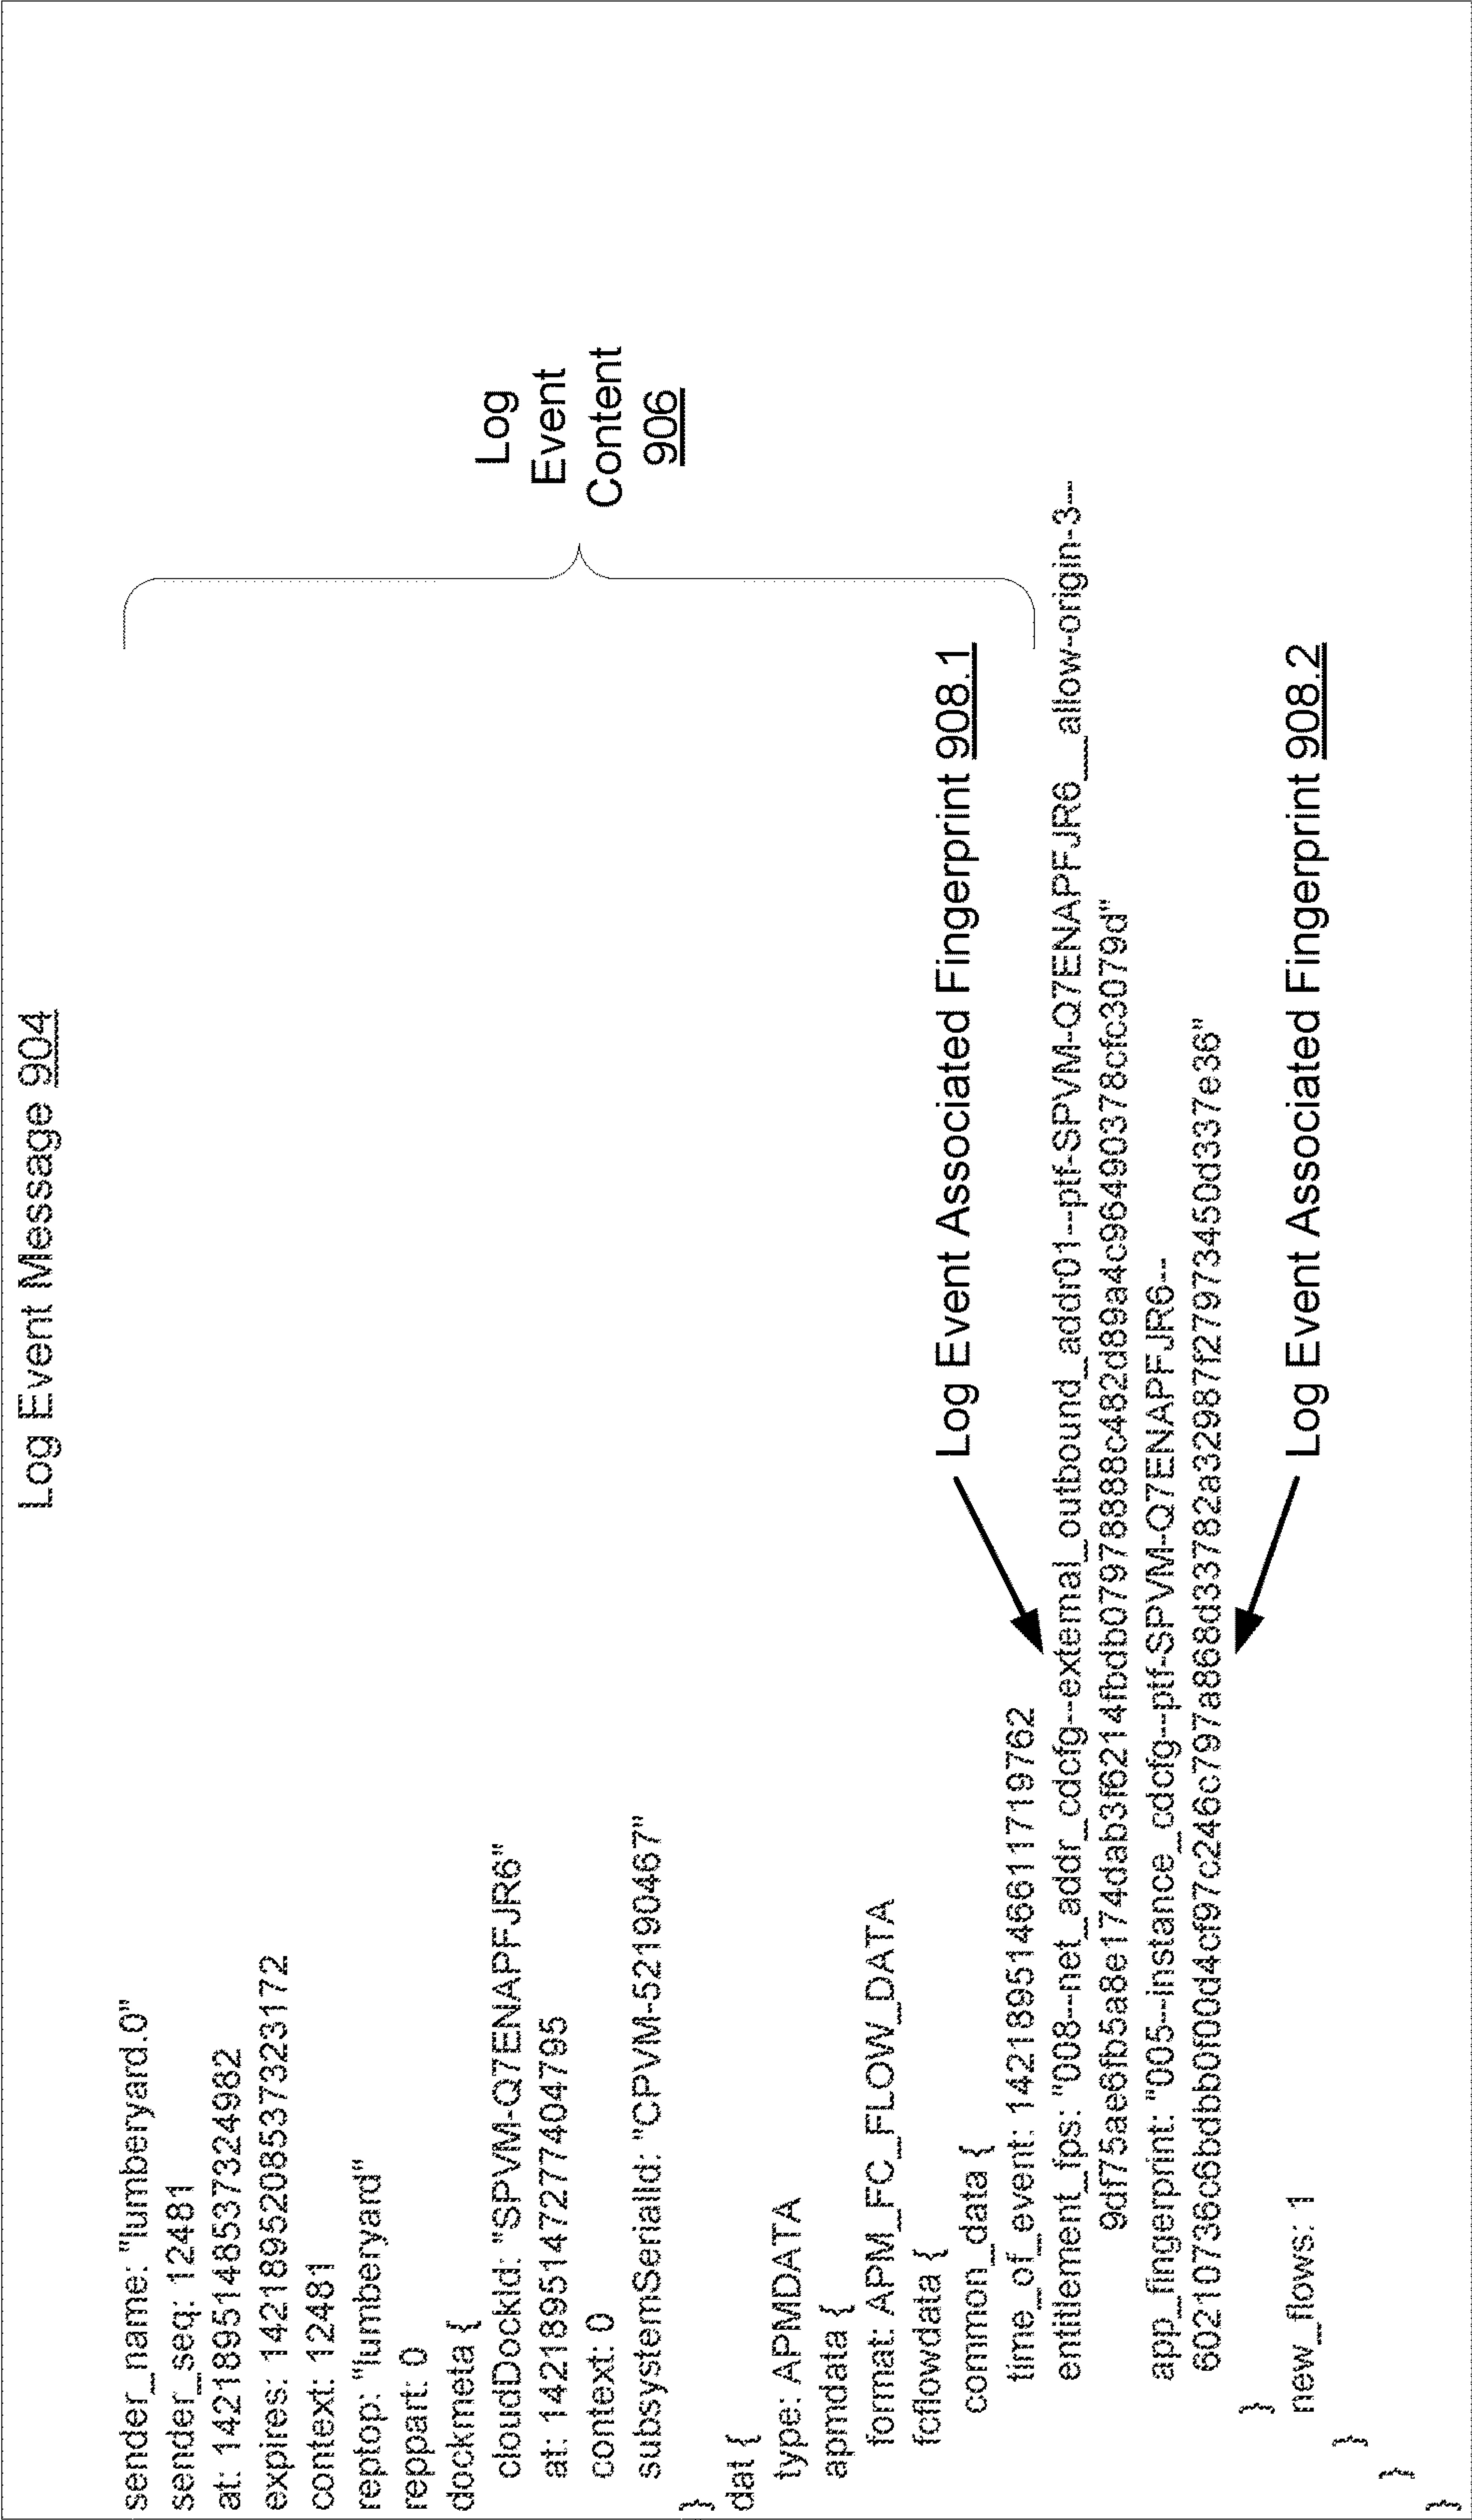 Log Event Message 904
sender_name: "lumberyard.0"
sender_seq: 12481
at: 1421895148537324982
expires: 1421895208537323172
context: 12481
reptop: "lumberyard"
reppart: 0
dockmeta {
cloudDockId: "SPVM-Q7ENAPFJR6"
at: 1421895147277404795
context: 0
subsystemSerialId: "CPVM-52190467"
}
dat {
type: APMDATA
apmdata {
format: APM_FC_FLOW_DATA
fcflowdata {
common_data {
time_of_event: 1421895146611719762
entitlement_fps: "008--net_addr_cdcfg--external_outbound_addr01--ptf-SPVM-Q7ENAPFJR6___allow-origin-3--
9df75ae6fb5a8e174dab3f6214fbdb07978888c482d89a4c96490378cfc3079d"
app_fingerprint: "005--instance_cdcfg--ptf-SPVM-Q7ENAPFJR6--
60210736c6bdbb0f00d4cf97c246c797a868d33782a32987f27973450d337e36"
}
new_flows: 1
}
}
}
Log
Event
Content
906
Log Event Associated Fingerprint 908.1
Log Event Associated Fingerprint 908.2